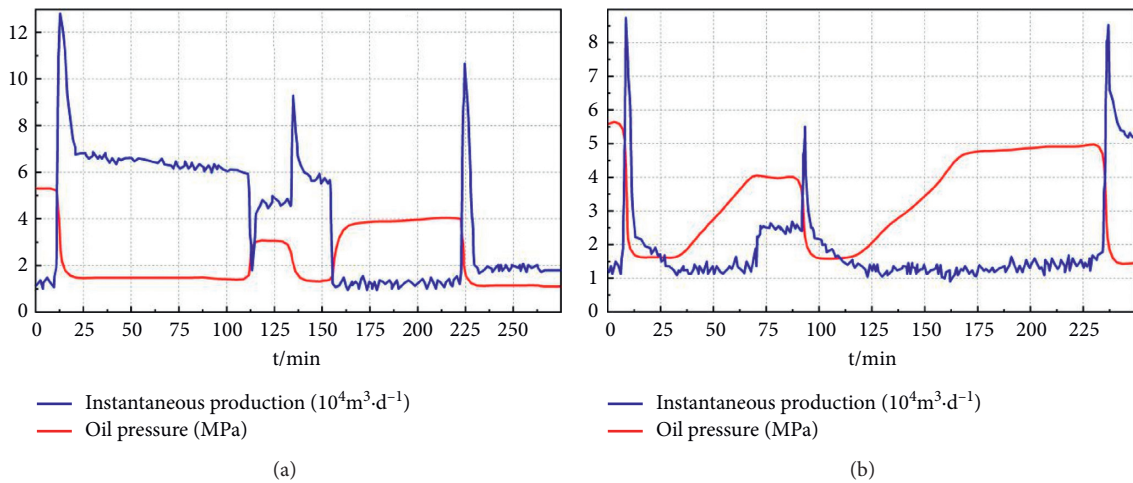 12
10
8
6
4
2
0
0 25 50 75 100 125 150 175 200 225 250
t/min
Instantaneous production (10⁴m³·d⁻¹)
Oil pressure (MPa)
(a)
8
7
6
5
4
3
2
1
0
0 25 50 75 100 125 150 175 200 225
t/min
Instantaneous production (10⁴m³·d⁻¹)
Oil pressure (MPa)
(b)